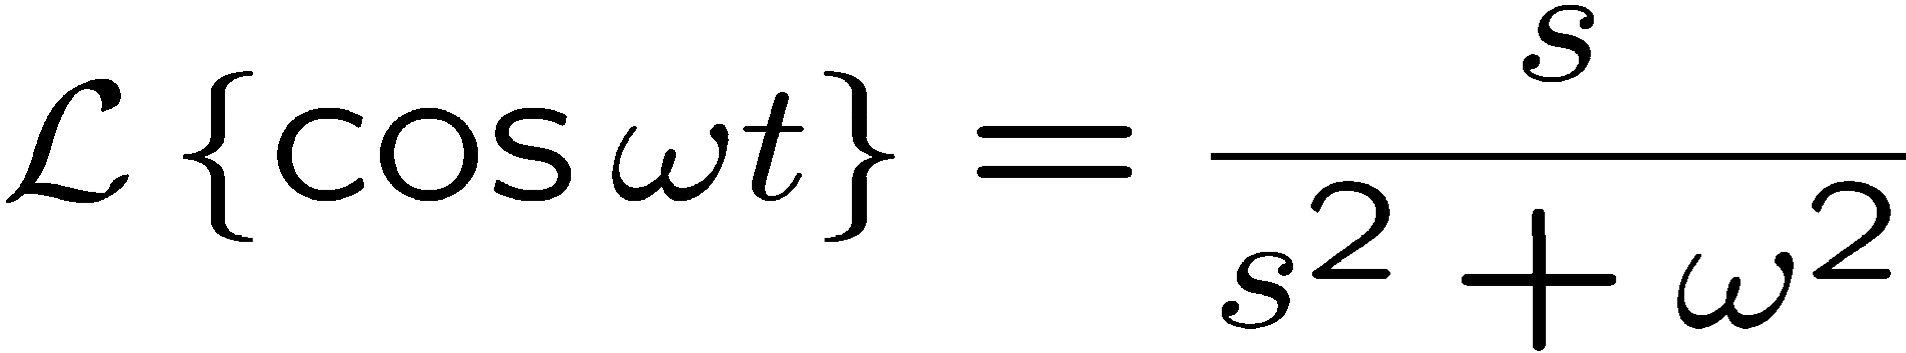 ℒ {cos ωt} = s / (s² + ω²)